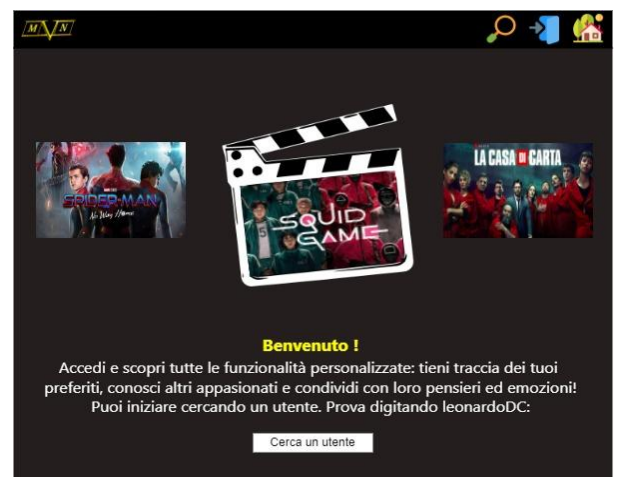 MVN
SPIDER-MAN
No Way Home
SQUID
GAME
LA CASA DI CARTA
Benvenuto !
Accedi e scopri tutte le funzionalità personalizzate: tieni traccia dei tuoi
preferiti, conosci altri appasionati e condividi con loro pensieri ed emozioni!
Puoi iniziare cercando un utente. Prova digitando leonardoDC:
Cerca un utente